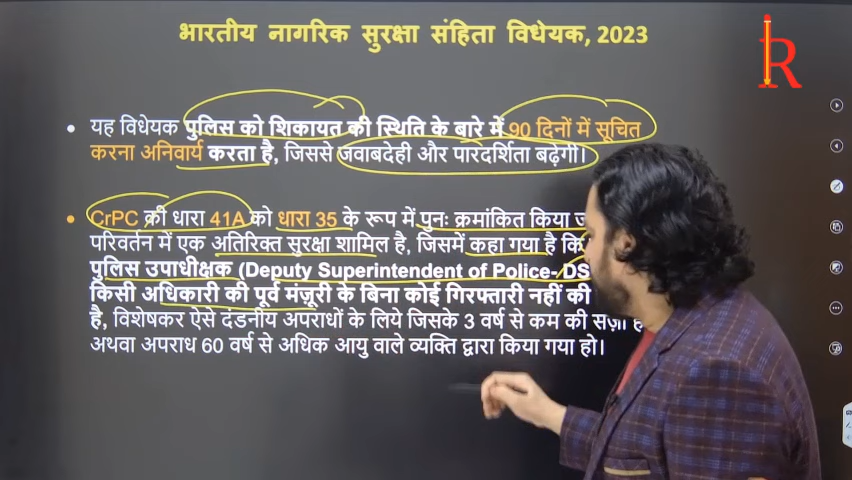 भारतीय नागरिक सुरक्षा संहिता विधेयक, 2023
R
• यह विधेयक पुलिस को शिकायत की स्थिति के बारे में 90 दिनों में सूचित
करना अनिवार्य करता है, जिससे जवाबदेही और पारदर्शिता बढ़ेगी।
• CrPC की धारा 41A को धारा 35 के रूप में पुनः क्रमांकित किया
परिवर्तन में एक अतिरिक्त सुरक्षा शामिल है, जिसमें कहा गया है कि
पुलिस उपाधीक्षक (Deputy Superintendent of Police- DS
किसी अधिकारी की पूर्व मंज़ूरी के बिना कोई गिरफ्तारी नहीं की
है, विशेषकर ऐसे दंडनीय अपराधों के लिये जिसके 3 वर्ष से कम की सज़ा
अथवा अपराध 60 वर्ष से अधिक आयु वाले व्यक्ति द्वारा किया गया हो।